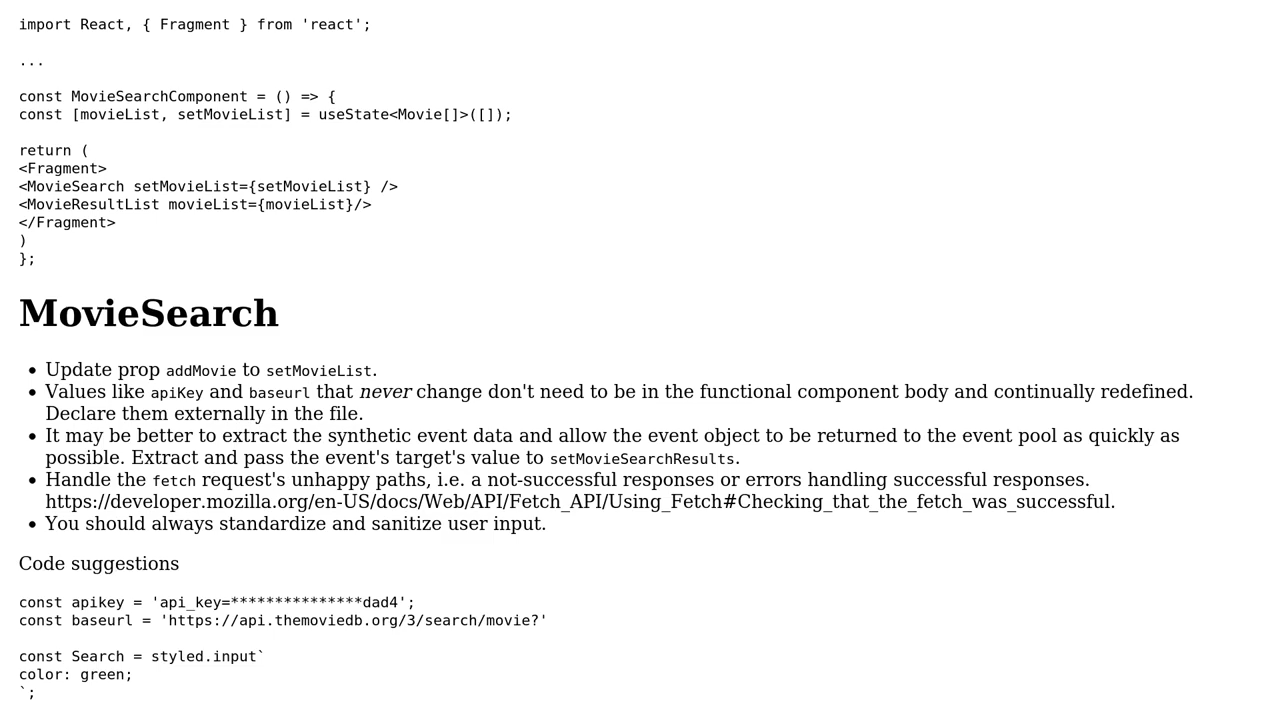 import React, { Fragment } from 'react';
...
const MovieSearchComponent = () => {
const [movieList, setMovieList] = useState<Movie[]>([]);
return (
<Fragment>
<MovieSearch setMovieList={setMovieList} />
<MovieResultList movieList={movieList}/>
</Fragment>
)
};
MovieSearch
• Update prop addMovie to setMovieList.
• Values like apiKey and baseurl that never change don't need to be in the functional component body and continually redefined.
Declare them externally in the file.
• It may be better to extract the synthetic event data and allow the event object to be returned to the event pool as quickly as
possible. Extract and pass the event's target's value to setMovieSearchResults.
• Handle the fetch request's unhappy paths, i.e. a not-successful responses or errors handling successful responses.
https://developer.mozilla.org/en-US/docs/Web/API/Fetch_API/Using_Fetch#Checking_that_the_fetch_was_successful.
• You should always standardize and sanitize user input.
Code suggestions
const apikey = 'api_key=***************dad4';
const baseurl = 'https://api.themoviedb.org/3/search/movie?'
const Search = styled.input`
color: green;
`;